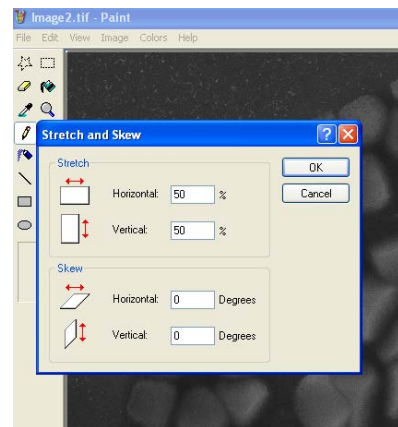 Image2.tif - Paint
File Edit View Image Colors Help
Stretch and Skew
Stretch
Horizontal: 50 %
Vertical: 50 %
OK
Cancel
Skew
Horizontal: 0 Degrees
Vertical: 0 Degrees